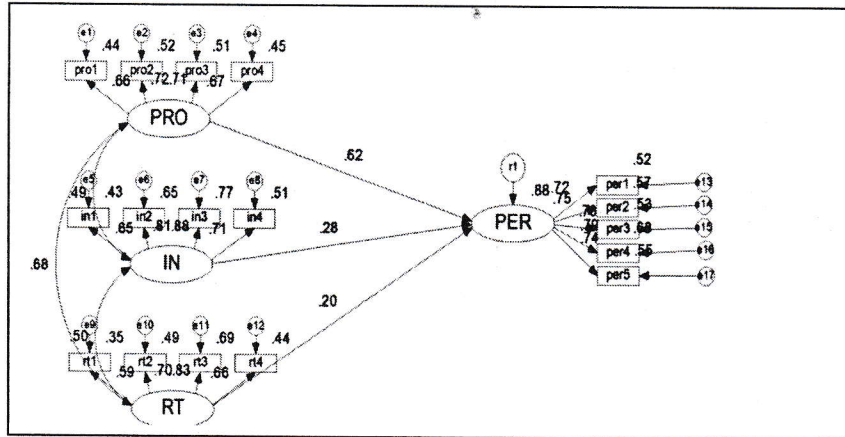 e1 e2 e3 e4
.44 .52 .51 .45
pro1 pro2 pro3 pro4
.66 .72 .71 .67
PRO
.62
r1
.52
.88 .72 per1 e13
.57
.75 per2 e14
per3 e15
per4 e16
.55
per5 e17
PER
.49 e5 e6 e7 e8
.43 .65 .77 .51
in1 in2 in3 in4
.65 .81 .88 .71
.28
IN
.68
.20
e9 e10 e11 e12
.50 .35 .49 .69 .44
rt1 rt2 rt3 rt4
.59 .70 .83 .66
RT